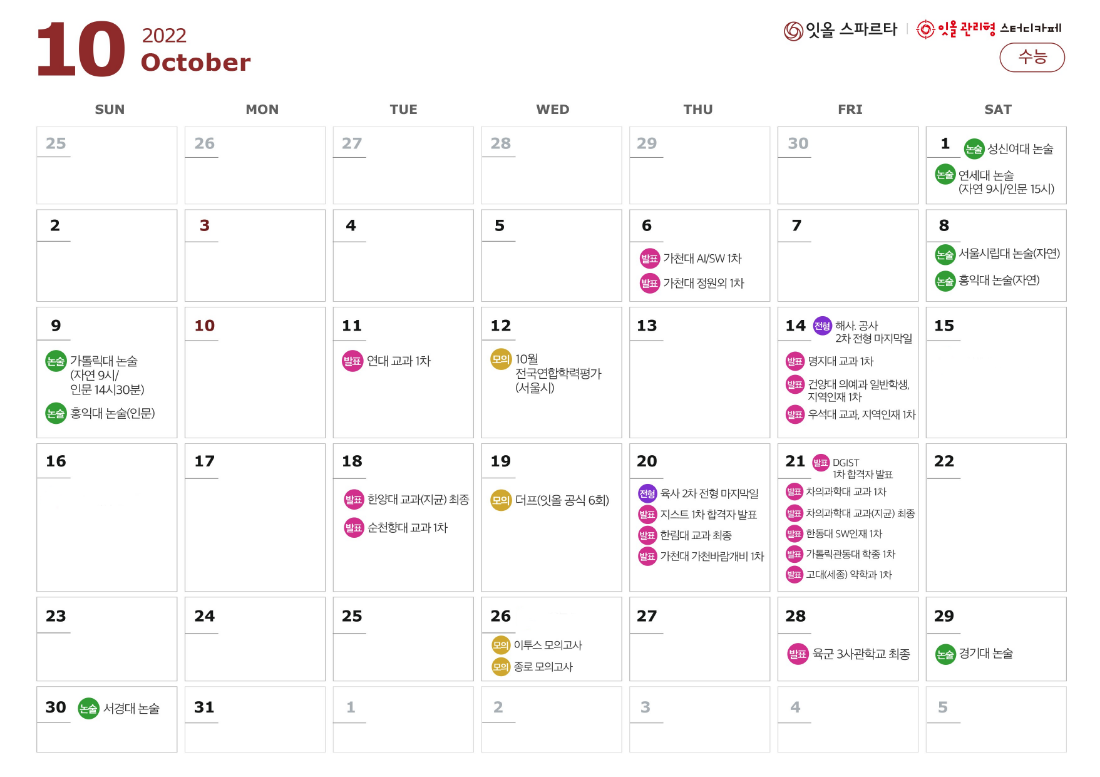 10
2022
October
잇올 스파르타
잇올 관리형 스터디카페
수능
SUN MON TUE WED THU FRI SAT
25 26 27 28 29 30
1 논술 성신여대 논술
논술 연세대 논술
(자연 9시/인문 15시)
2 3 4 5
6
발표 가천대 AI/SW 1차
발표 가천대 정원외 1차
7
8
논술 서울시립대 논술(자연)
논술 홍익대 논술(자연)
9
논술 가톨릭대 논술
(자연 9시/
인문 14시30분)
논술 홍익대 논술(인문)
10
11
발표 연대 교과 1차
12
모의 10월
전국연합학력평가
(서울시)
13
14 전형 해사. 공사
2차 전형 마지막일
발표 명지대 교과 1차
발표 건양대 의예과 일반학생,
지역인재 1차
발표 우석대 교과, 지역인재 1차
15
16
17
18
발표 한양대 교과(지균) 최종
발표 순천향대 교과 1차
19
모의 더프(잇올 공식 6회)
20
전형 육사 2차 전형 마지막일
발표 지스트 1차 합격자 발표
발표 한림대 교과 최종
발표 가천대 가천바람개비 1차
21 발표 DGIST
1차 합격자 발표
발표 차의과학대 교과 1차
발표 차의과학대 교과(지균) 최종
발표 한동대 SW인재 1차
발표 가톨릭관동대 학종 1차
발표 고대(세종) 약학과 1차
22
23
24
25
26
모의 이투스 모의고사
모의 종로 모의고사
27
28
발표 육군 3사관학교 최종
29
논술 경기대 논술
30 논술 서경대 논술
31 1 2 3 4 5